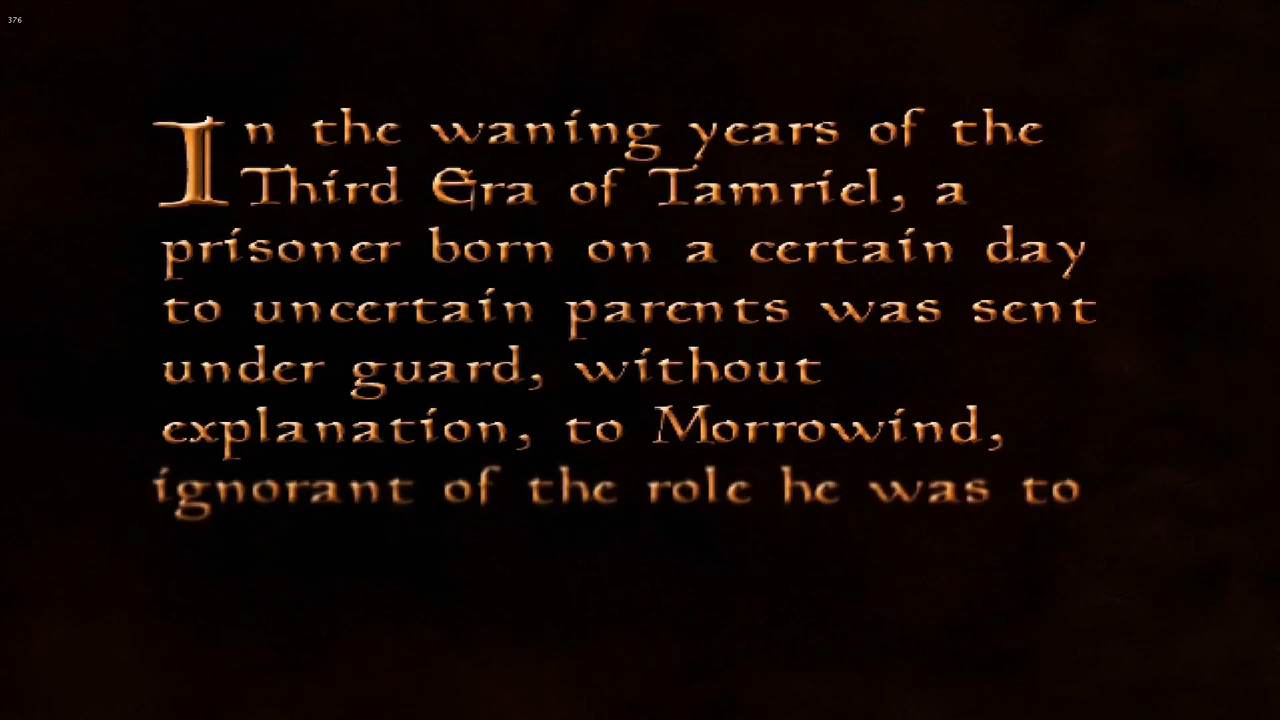 376
In the waning years of the
Third Era of Tamriel, a
prisoner born on a certain day
to uncertain parents was sent
under guard, without
explanation, to Morrowind,
ignorant of the role he was to